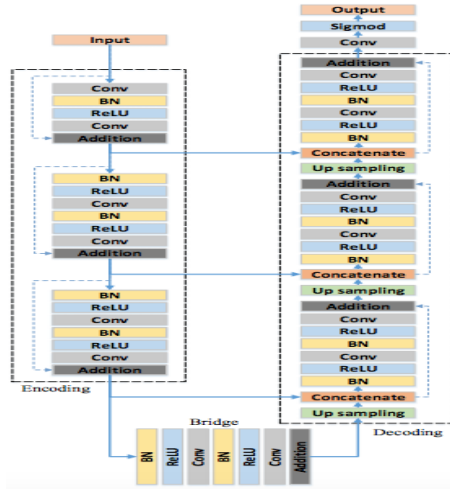 Input
Conv
BN
ReLU
Conv
Addition
BN
ReLU
Conv
BN
ReLU
Conv
Addition
BN
ReLU
Conv
BN
ReLU
Conv
Addition
Encoding
Bridge
BN
ReLU
Conv
BN
ReLU
Conv
Addition
Output
Sigmod
Conv
Addition
Conv
ReLU
BN
Conv
ReLU
BN
Concatenate
Up sampling
Addition
Conv
ReLU
BN
Conv
ReLU
BN
Concatenate
Up sampling
Addition
Conv
ReLU
BN
Conv
ReLU
BN
Concatenate
Up sampling
Decoding